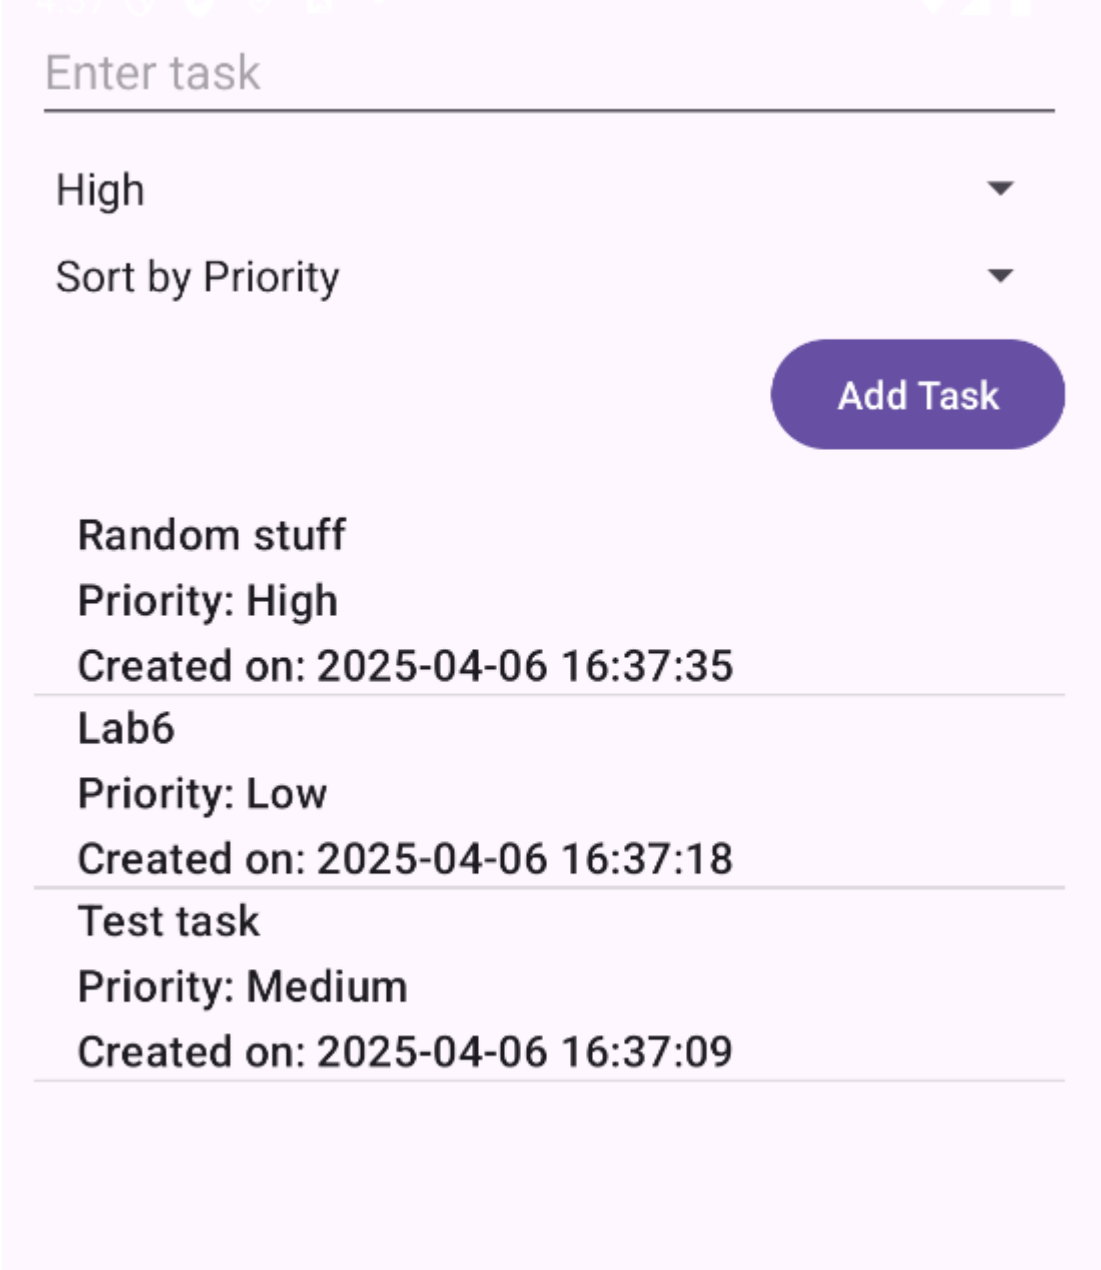 Enter task
High
Sort by Priority
Add Task
Random stuff
Priority: High
Created on: 2025-04-06 16:37:35
Lab6
Priority: Low
Created on: 2025-04-06 16:37:18
Test task
Priority: Medium
Created on: 2025-04-06 16:37:09